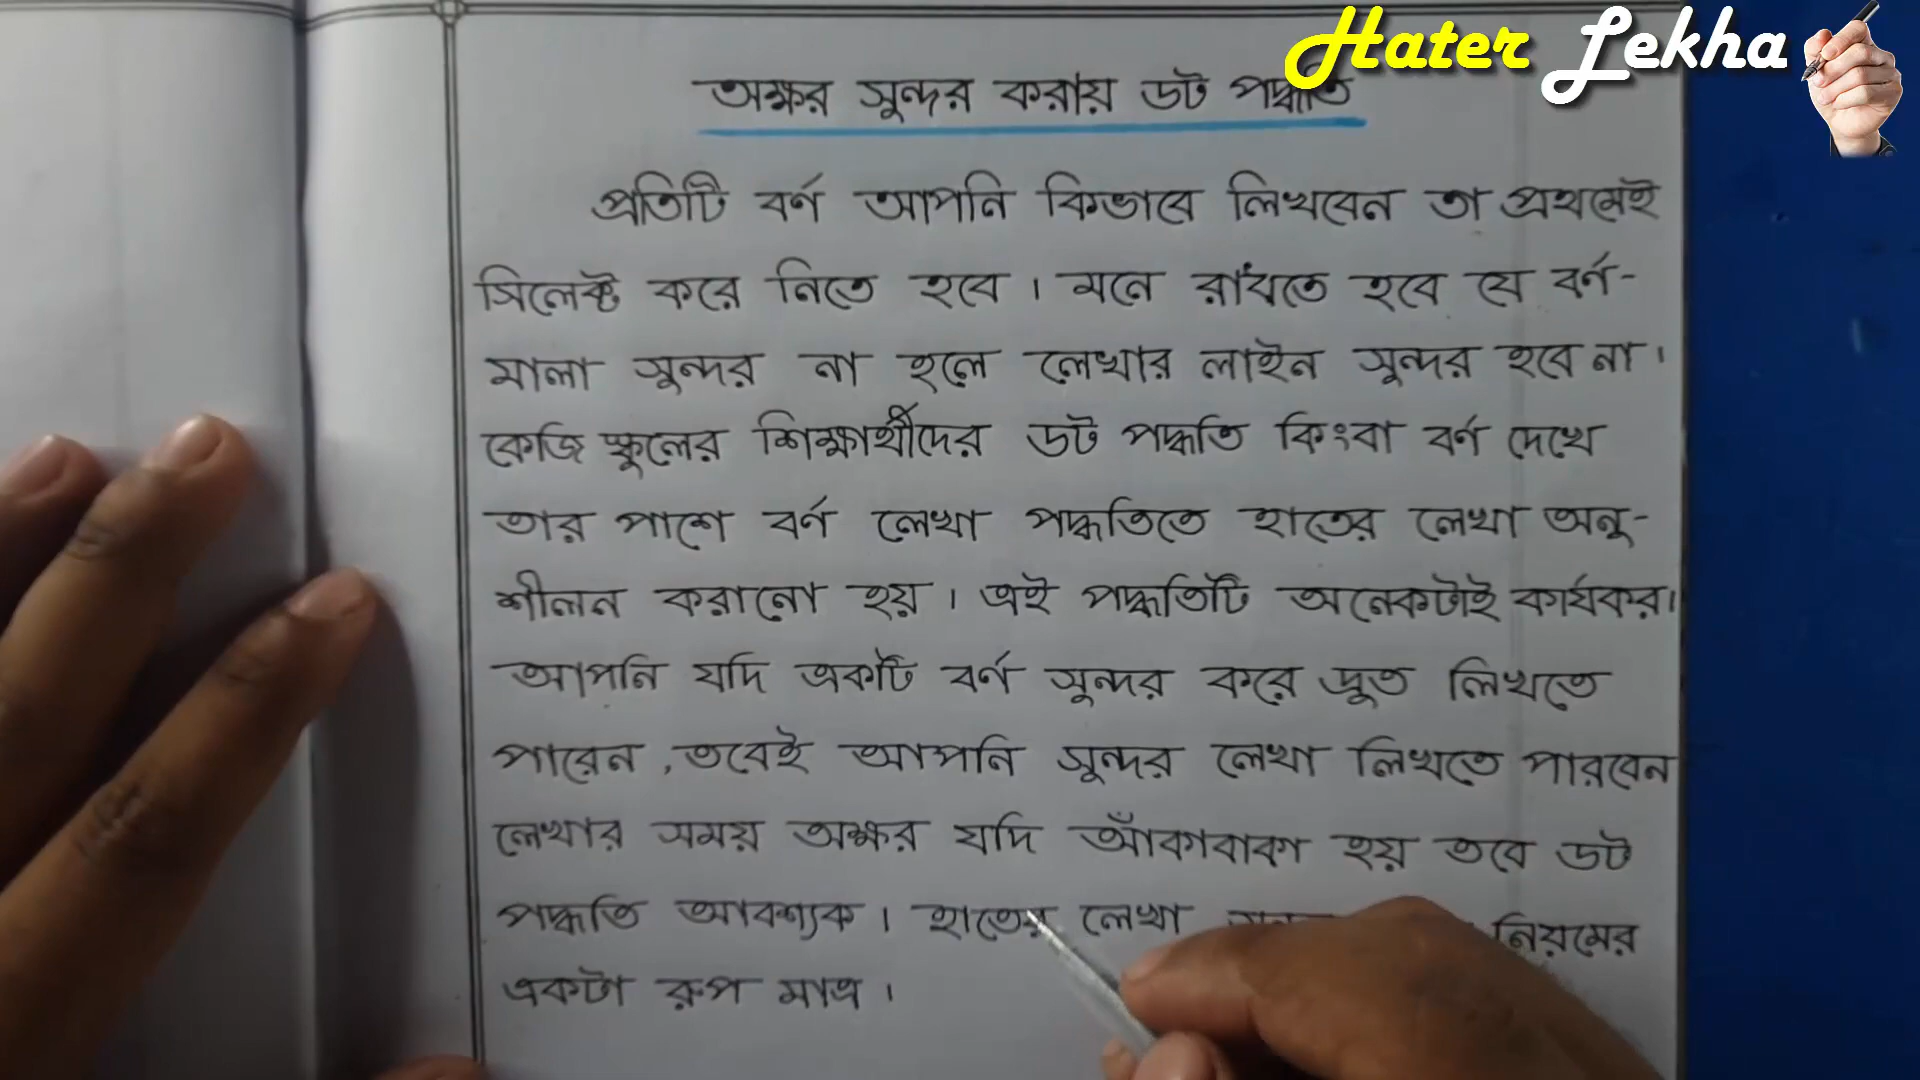 Hater Lekha
অক্ষর সুন্দর করায় ডট পদ্ধতি
প্রতিটি বর্ণ আপনি কিভাবে লিখবেন তা প্রথমেই
সিলেক্ট করে নিতে হবে । মনে রাখতে হবে যে বর্ণ-
মালা সুন্দর না হলে লেখার লাইন সুন্দর হবে না ।
কেজি স্কুলের শিক্ষার্থীদের ডট পদ্ধতি কিংবা বর্ণ দেখে
তার পাশে বর্ণ লেখা পদ্ধতিতে হাতের লেখা অনু-
শীলন করানো হয় । এই পদ্ধতিটি অনেকটাই কার্যকর।
আপনি যদি একটি বর্ণ সুন্দর করে দ্রুত লিখতে
পারেন , তবেই আপনি সুন্দর লেখা লিখতে পারবেন
লেখার সময় অক্ষর যদি আঁকাবাকা হয় তবে ডট
পদ্ধতি আবশ্যক । হাতের লেখা নিয়মের
একটা রুপ মাত্র ।